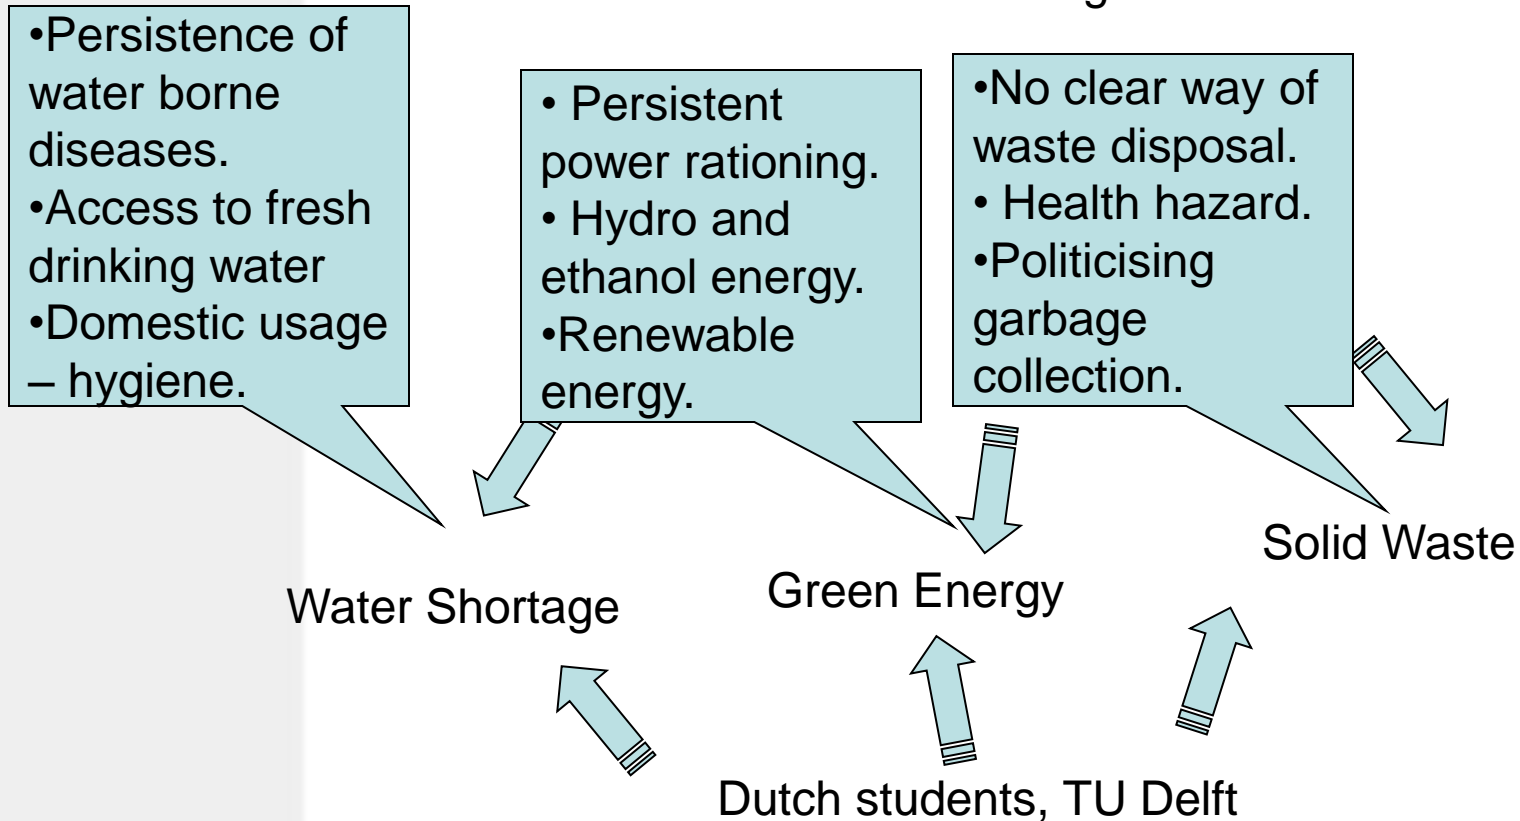 •Persistence of
water borne
diseases.
•Access to fresh
drinking water
•Domestic usage
– hygiene.
• Persistent
power rationing.
• Hydro and
ethanol energy.
•Renewable
energy.
•No clear way of
waste disposal.
• Health hazard.
•Politicising
garbage
collection.
Solid Waste
Green Energy
Water Shortage
Dutch students, TU Delft